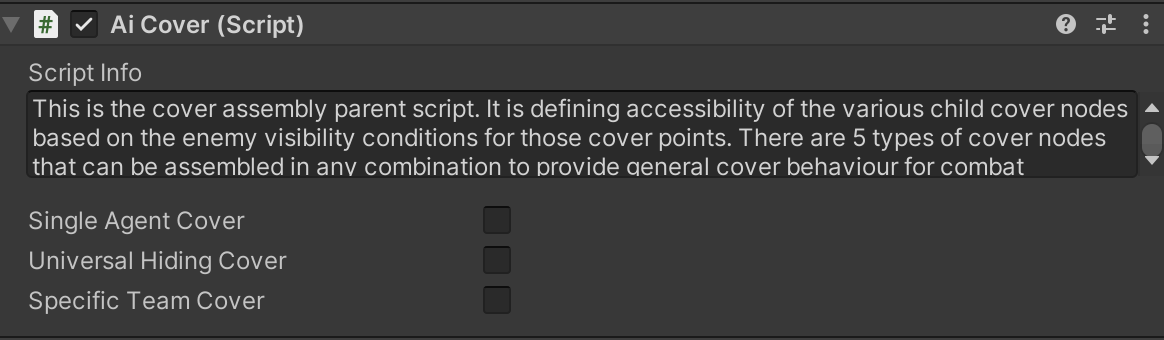 # Ai Cover (Script)
Script Info
This is the cover assembly parent script. It is defining accessibility of the various child cover nodes
based on the enemy visibility conditions for those cover points. There are 5 types of cover nodes
that can be assembled in any combination to provide general cover behaviour for combat
Single Agent Cover
Universal Hiding Cover
Specific Team Cover